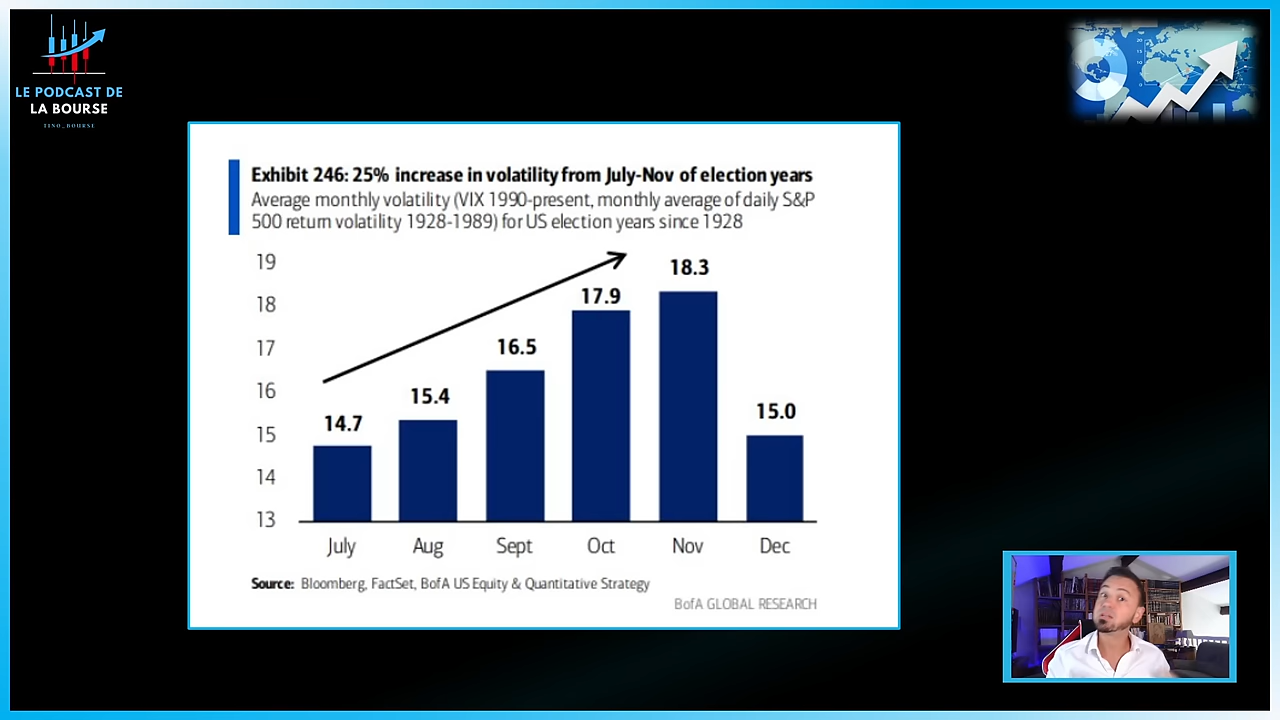 LE PODCAST DE
LA BOURSE
TINO_BOURSE
Exhibit 246: 25% increase in volatility from July-Nov of election years
Average monthly volatility (VIX 1990-present, monthly average of daily S&P
500 return volatility 1928-1989) for US election years since 1928
19
18
17
16
15
14
13
14.7
15.4
16.5
17.9
18.3
15.0
July
Aug
Sept
Oct
Nov
Dec
Source: Bloomberg, FactSet, BofA US Equity & Quantitative Strategy
BofA GLOBAL RESEARCH